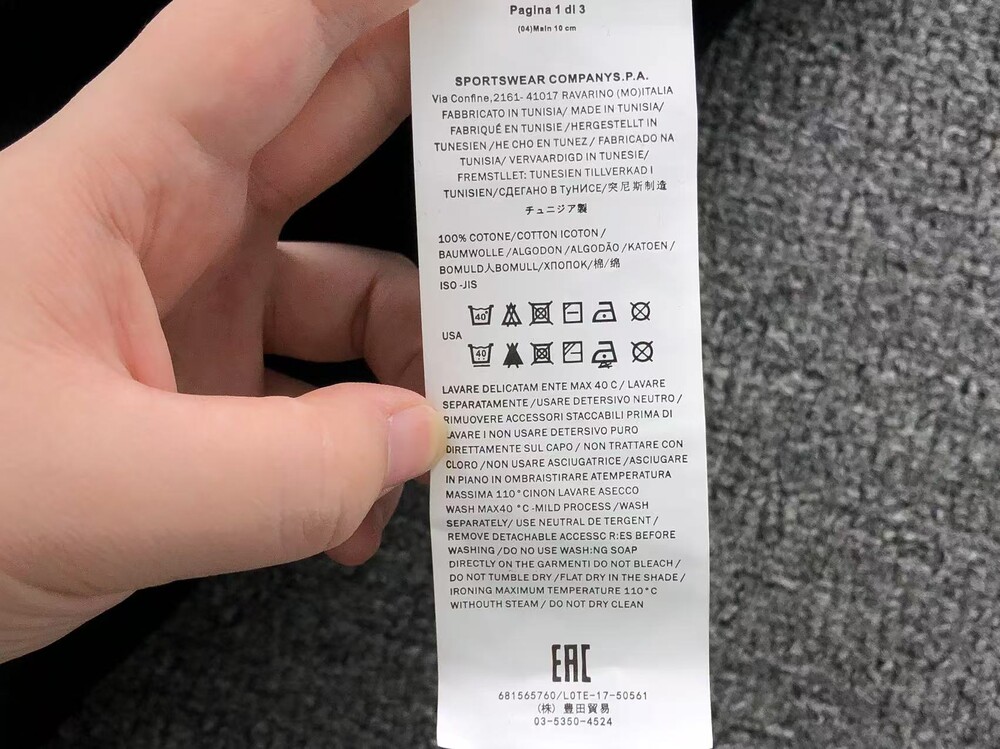 Pagina 1 di 3
(04)Main 10 cm
SPORTSWEAR COMPANYS.P.A.
Via Confine,2161- 41017 RAVARINO (MO)ITALIA
FABBRICATO IN TUNISIA/ MADE IN TUNISIA/
FABRIQUÉ EN TUNISIE /HERGESTELLT IN
TUNESIEN /HE CHO EN TUNEZ / FABRICADO NA
TUNISIA/ VERVAARDIGD IN TUNESIE/
FREMSTLLET: TUNESIEN TILLVERKAD I
TUNISIEN/СДЕГАНО В ТуНИСЕ/突尼斯制造
チュニジア製
100% COTONE/COTTON ICOTON /
BAUMWOLLE /ALGODON /ALGODÃO /KATOEN /
BOMULD人BOMULL/ХПОПОК/棉/绵
ISO -JIS
40
USA
40
LAVARE DELICATAM ENTE MAX 40 C / LAVARE
SEPARATAMENTE /USARE DETERSIVO NEUTRO /
RIMUOVERE ACCESSORI STACCABILI PRIMA DI
LAVARE I NON USARE DETERSIVO PURO
DIRETTAMENTE SUL CAPO / NON TRATTARE CON
CLORO /NON USARE ASCIUGATRICE /ASCIUGARE
IN PIANO IN OMBRAISTIRARE ATEMPERATURA
MASSIMA 110°CINON LAVARE ASECCO
WASH MAX40 °C -MILD PROCESS /WASH
SEPARATELY/ USE NEUTRAL DE TERGENT /
REMOVE DETACHABLE ACCESSC R:ES BEFORE
WASHING /DO NO USE WASH:NG SOAP
DIRECTLY ON THE GARMENTI DO NOT BLEACH /
DO NOT TUMBLE DRY /FLAT DRY IN THE SHADE /
IRONING MAXIMUM TEMPERATURE 110°C
WITHOUTH STEAM / DO NOT DRY CLEAN
EAC
681565760/LOTE-17-50561
(株) 豊田貿易
03-5350-4524